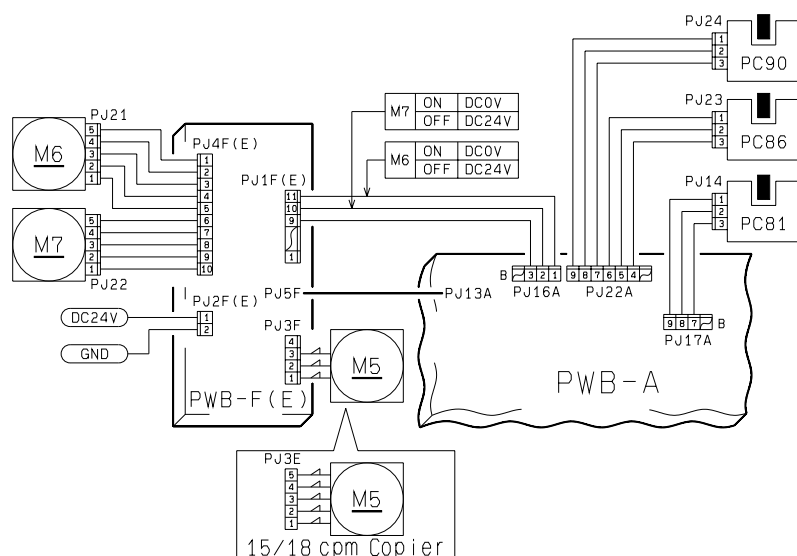 PJ24
1
2
3
PC90
PJ23
1
2
3
PC86
PJ14
1
2
3
PC81
M7 ON DC0V
OFF DC24V
M6 ON DC0V
OFF DC24V
PJ21
5
4
3
2
1
M6
M7
5
4
3
2
1
PJ22
PJ4F(E)
1
2
3
4
5
6
7
8
9
10
PJ1F(E)
11
10
9
1
B 3 2 1
PJ16A
9 8 7 6 5 4
PJ22A
9 8 7 B
PJ17A
PWB-A
PJ5F
PJ13A
DC24V
GND
PJ2F(E)
1
2
PJ3F
4
3
2
1
M5
PWB-F(E)
PJ3E
5
4
3
2
1
M5
15/18 cpm Copier